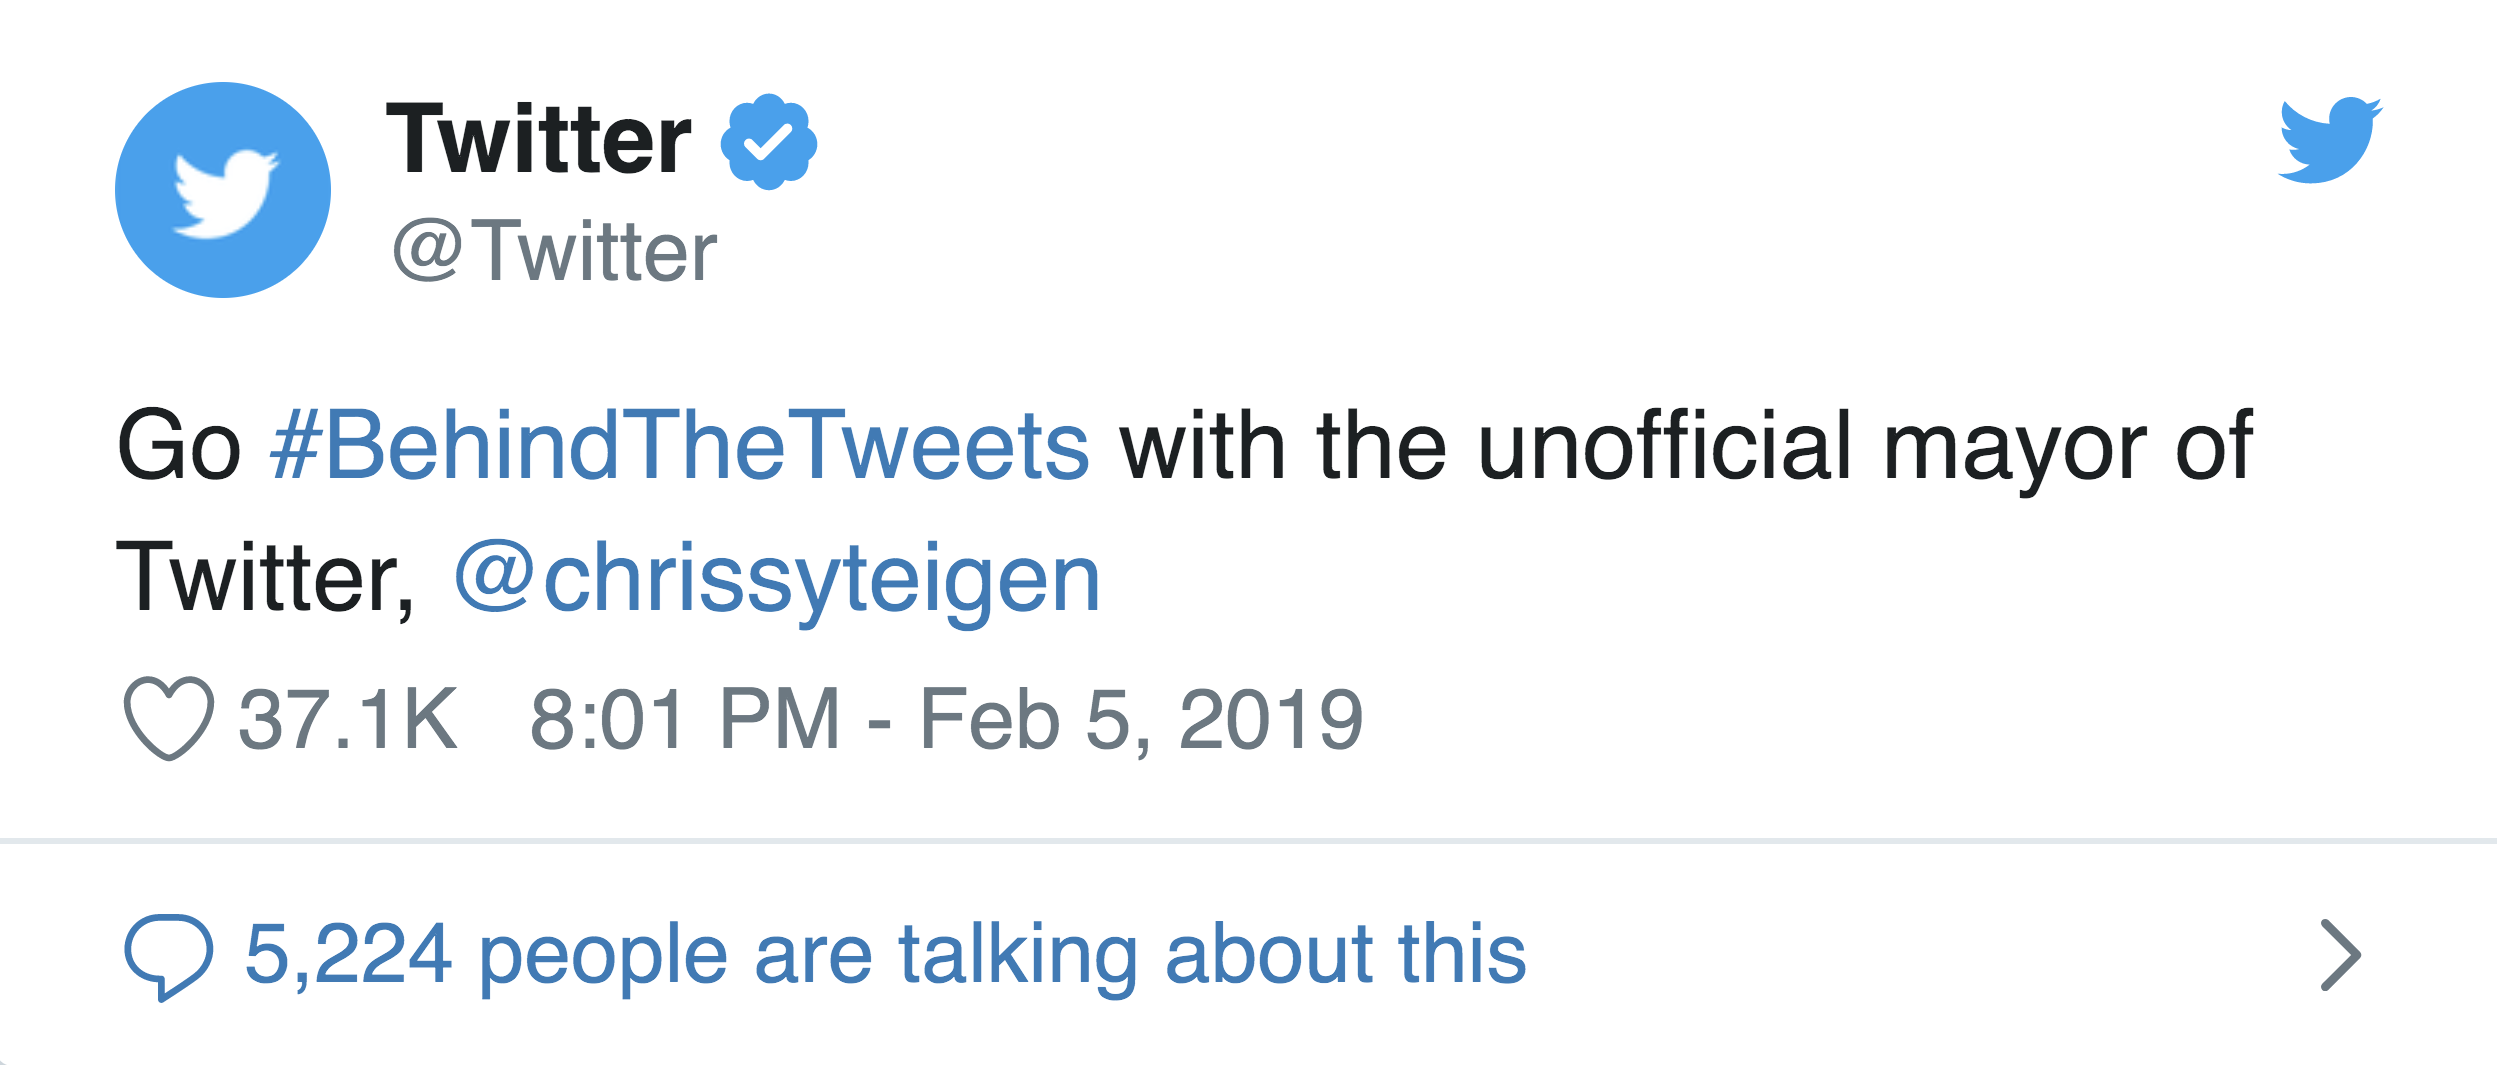 Twitter
@Twitter
Go #BehindTheTweets with the unofficial mayor of
Twitter, @chrissyteigen
37.1K 8:01 PM - Feb 5, 2019
5,224 people are talking about this